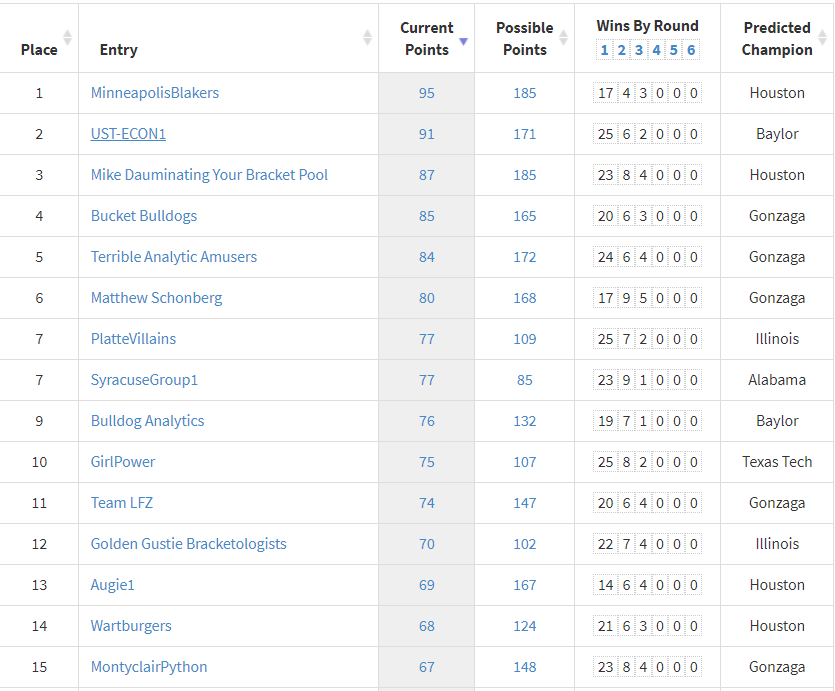 Place Entry Current Points Possible Points Wins By Round 1 2 3 4 5 6 Predicted Champion
1 MinneapolisBlakers 95 185 17 4 3 0 0 0 Houston
2 UST-ECON1 91 171 25 6 2 0 0 0 Baylor
3 Mike Dauminating Your Bracket Pool 87 185 23 8 4 0 0 0 Houston
4 Bucket Bulldogs 85 165 20 6 3 0 0 0 Gonzaga
5 Terrible Analytic Amusers 84 172 24 6 4 0 0 0 Gonzaga
6 Matthew Schonberg 80 168 17 9 5 0 0 0 Gonzaga
7 PlatteVillains 77 109 25 7 2 0 0 0 Illinois
7 SyracuseGroup1 77 85 23 9 1 0 0 0 Alabama
9 Bulldog Analytics 76 132 19 7 1 0 0 0 Baylor
10 GirlPower 75 107 25 8 2 0 0 0 Texas Tech
11 Team LFZ 74 147 20 6 4 0 0 0 Gonzaga
12 Golden Gustie Bracketologists 70 102 22 7 4 0 0 0 Illinois
13 Augie1 69 167 14 6 4 0 0 0 Houston
14 Wartburgers 68 124 21 6 3 0 0 0 Houston
15 MontyclairPython 67 148 23 8 4 0 0 0 Gonzaga